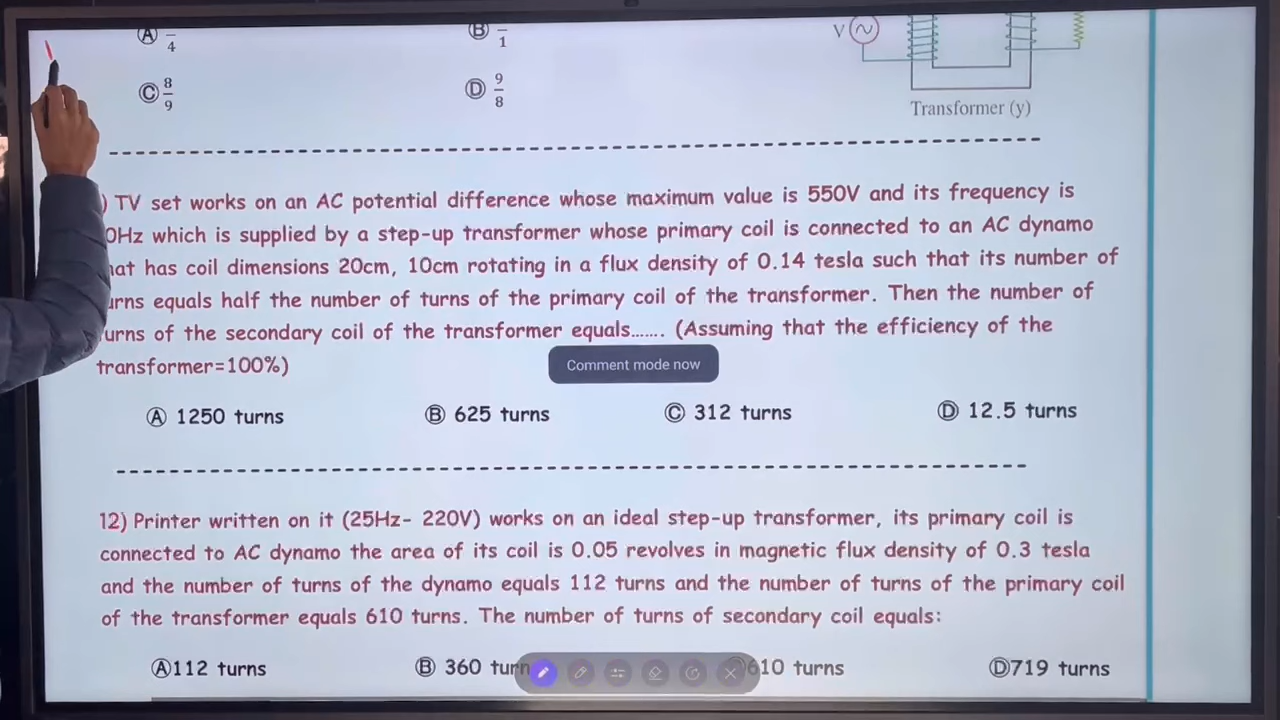 Ⓐ 4
Ⓑ 1
V
Ⓒ 8/9
Ⓓ 9/8
Transformer (y)
) TV set works on an AC potential difference whose maximum value is 550V and its frequency is
0Hz which is supplied by a step-up transformer whose primary coil is connected to an AC dynamo
hat has coil dimensions 20cm, 10cm rotating in a flux density of 0.14 tesla such that its number of
urns equals half the number of turns of the primary coil of the transformer. Then the number of
urns of the secondary coil of the transformer equals....... (Assuming that the efficiency of the
transformer=100%)
Comment mode now
Ⓐ 1250 turns
Ⓑ 625 turns
Ⓒ 312 turns
Ⓓ 12.5 turns
12) Printer written on it (25Hz- 220V) works on an ideal step-up transformer, its primary coil is
connected to AC dynamo the area of its coil is 0.05 revolves in magnetic flux density of 0.3 tesla
and the number of turns of the dynamo equals 112 turns and the number of turns of the primary coil
of the transformer equals 610 turns. The number of turns of secondary coil equals:
Ⓐ112 turns
Ⓑ 360 turn
610 turns
Ⓓ719 turns